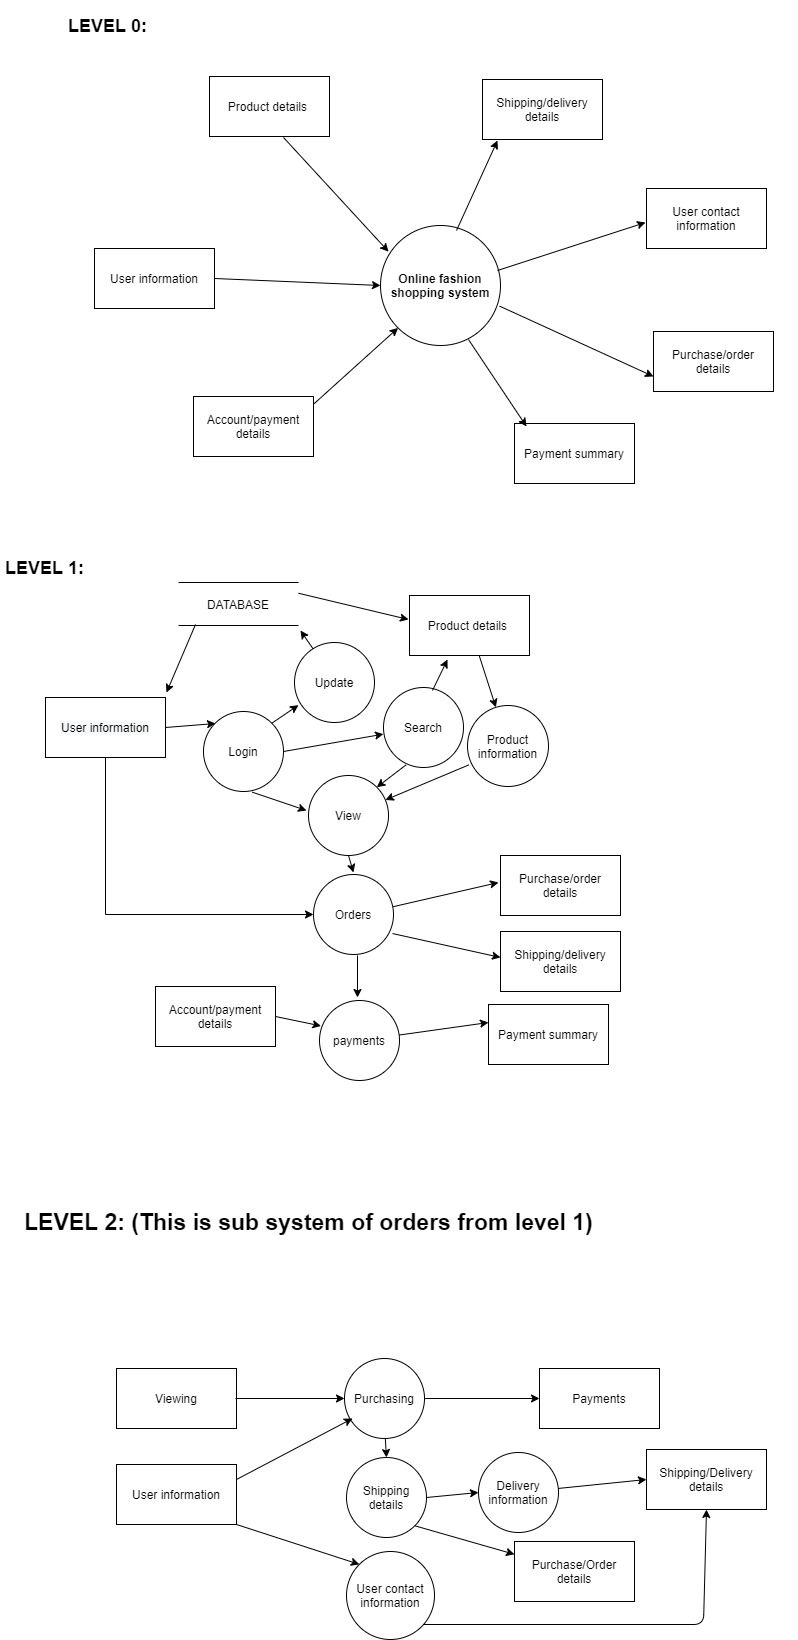 LEVEL 0:
Product details
Shipping/delivery
details
User contact
information
User information
Online fashion
shopping system
Purchase/order
details
Account/payment
details
Payment summary
LEVEL 1:
DATABASE
Product details
Update
User information
Login
Search
Product
information
View
Purchase/order
details
Orders
Shipping/delivery
details
Account/payment
details
payments
Payment summary
LEVEL 2: (This is sub system of orders from level 1)
Viewing
Purchasing
Payments
User information
Shipping
details
Delivery
information
Shipping/Delivery
details
Purchase/Order
details
User contact
information